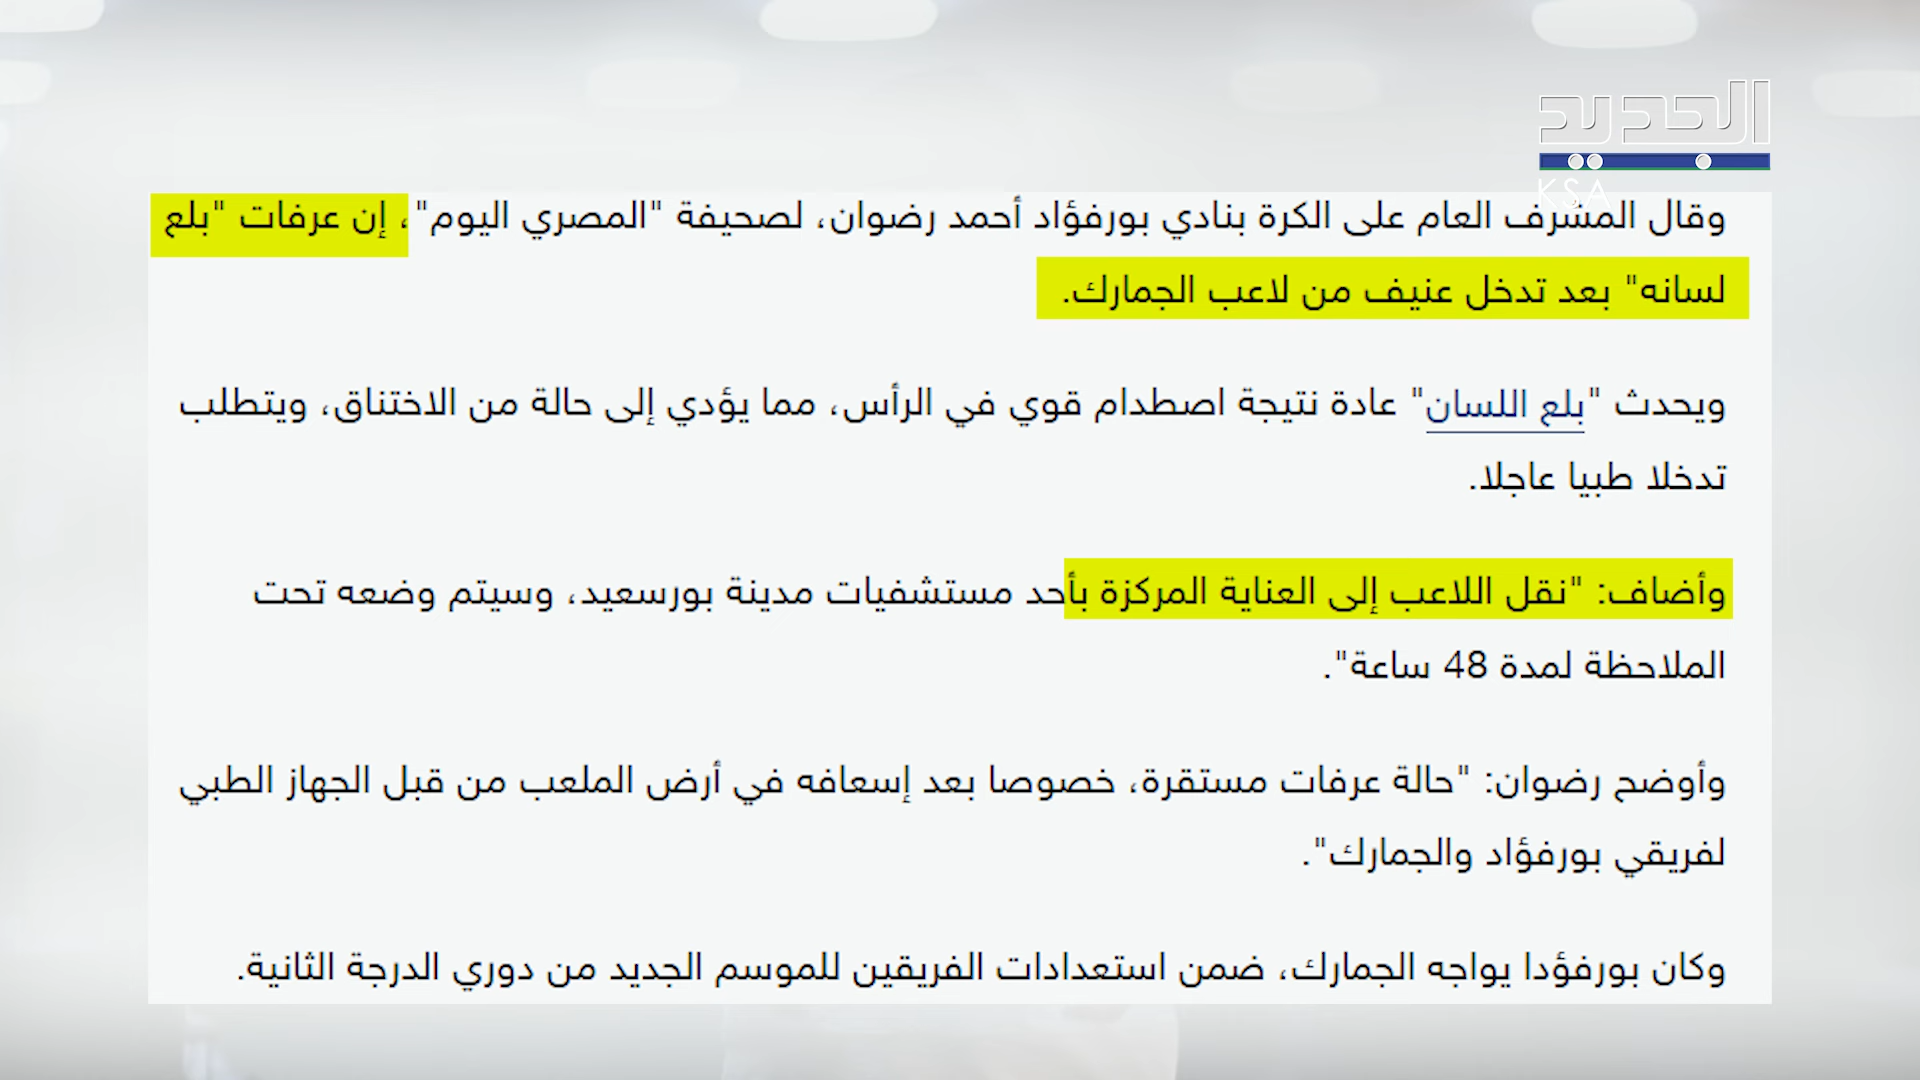 الجديد
KSA
وقال المشرف العام على الكرة بنادي بورفؤاد أحمد رضوان، لصحيفة "المصري اليوم"، إن عرفات "بلع
لسانه" بعد تدخل عنيف من لاعب الجمارك.
ويحدث "بلع اللسان" عادة نتيجة اصطدام قوي في الرأس، مما يؤدي إلى حالة من الاختناق، ويتطلب
تدخلا طبيا عاجلا.
وأضاف: "نقل اللاعب إلى العناية المركزة بأحد مستشفيات مدينة بورسعيد، وسيتم وضعه تحت
الملاحظة لمدة 48 ساعة".
وأوضح رضوان: "حالة عرفات مستقرة، خصوصا بعد إسعافه في أرض الملعب من قبل الجهاز الطبي
لفريقي بورفؤاد والجمارك".
وكان بورفؤدا يواجه الجمارك، ضمن استعدادات الفريقين للموسم الجديد من دوري الدرجة الثانية.